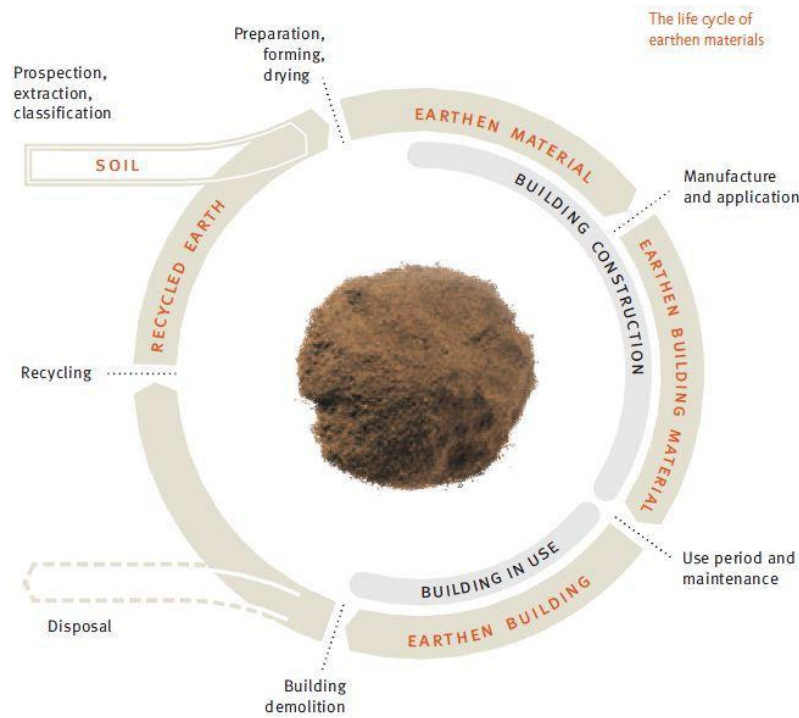 The life cycle of
earthen materials
Preparation,
forming,
drying
Prospection,
extraction,
classification
SOIL
EARTHEN MATERIAL
BUILDING CONSTRUCTION
Manufacture
and application
EARTHEN BUILDING MATERIAL
RECYCLED EARTH
Recycling
Use period and
maintenance
BUILDING IN USE
EARTHEN BUILDING
Disposal
Building
demolition